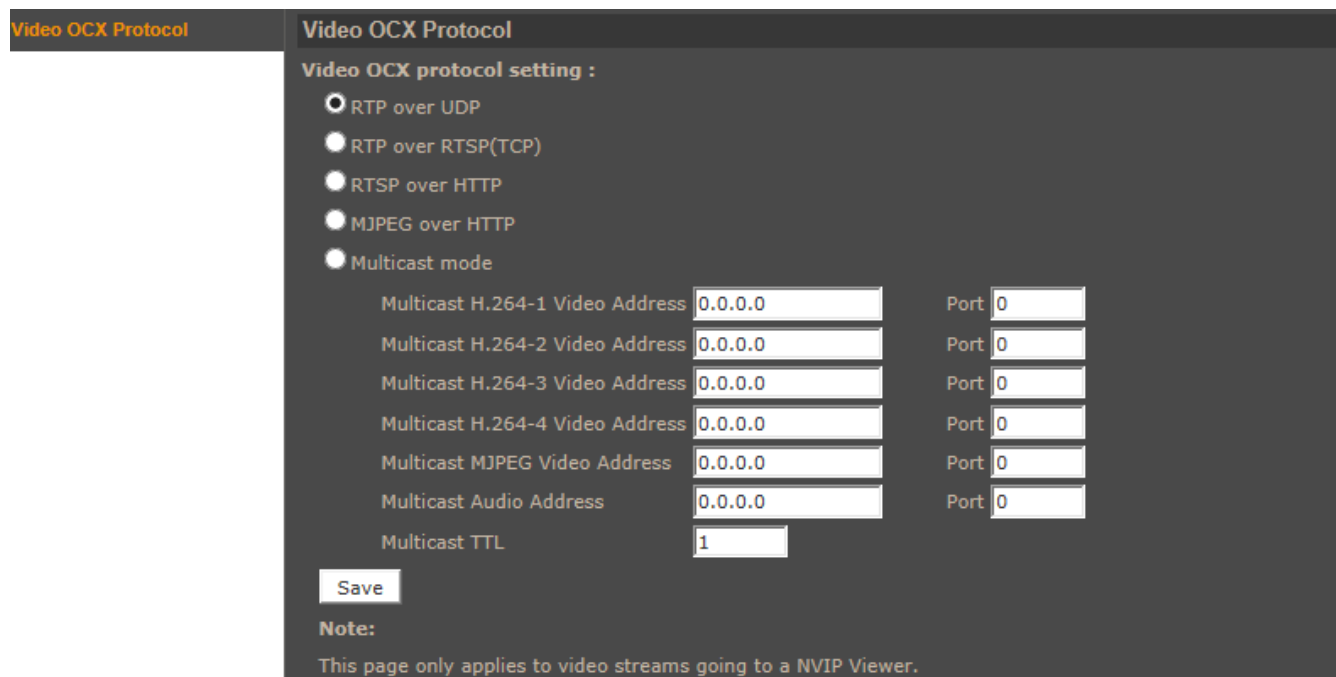 Video OCX Protocol
Video OCX Protocol
Video OCX protocol setting :
RTP over UDP
RTP over RTSP(TCP)
RTSP over HTTP
MJPEG over HTTP
Multicast mode
Multicast H.264-1 Video Address 0.0.0.0 Port 0
Multicast H.264-2 Video Address 0.0.0.0 Port 0
Multicast H.264-3 Video Address 0.0.0.0 Port 0
Multicast H.264-4 Video Address 0.0.0.0 Port 0
Multicast MJPEG Video Address 0.0.0.0 Port 0
Multicast Audio Address 0.0.0.0 Port 0
Multicast TTL 1
Save
Note:
This page only applies to video streams going to a NVIP Viewer.